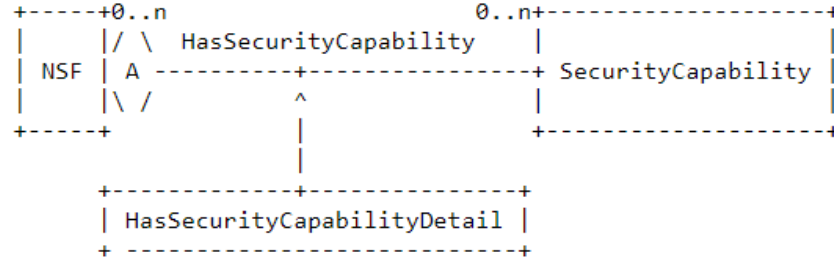 0..n 0..n
HasSecurityCapability
NSF A SecurityCapability
HasSecurityCapabilityDetail